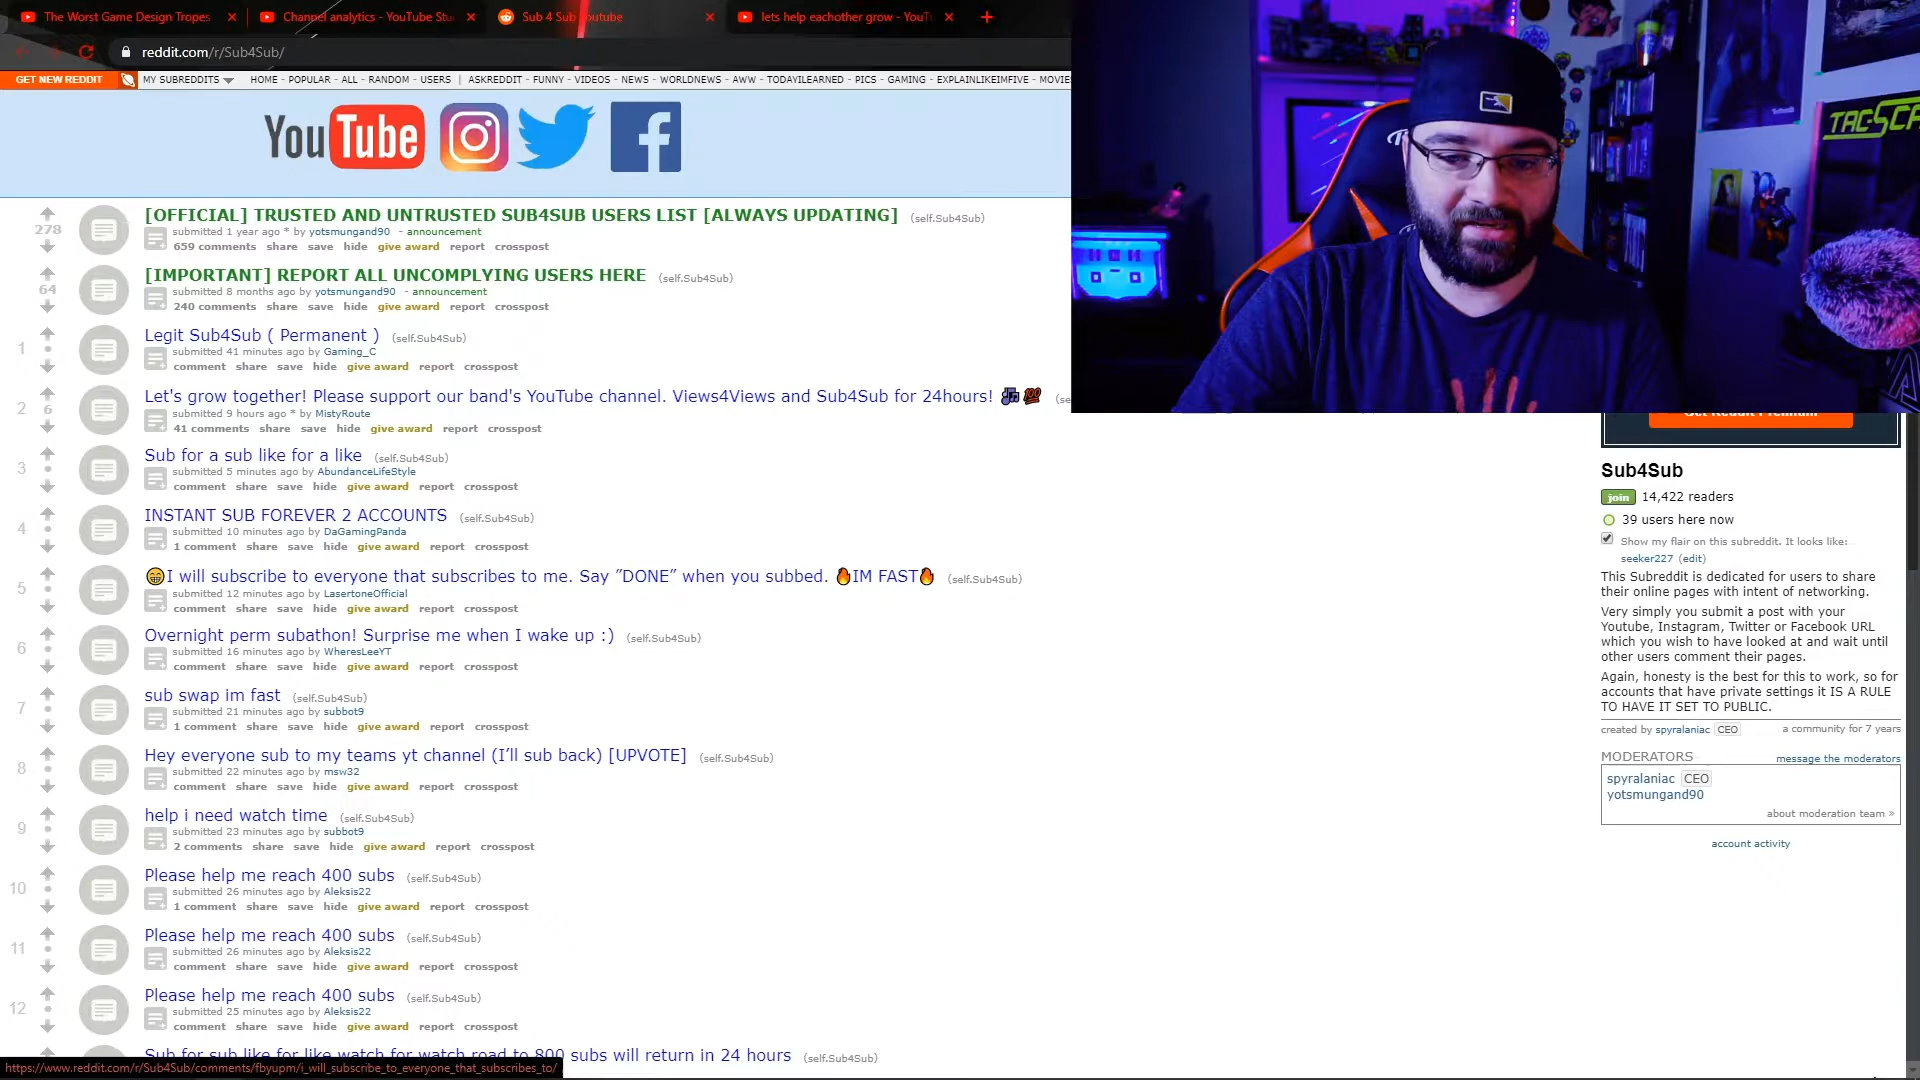 The Worst Game Design Tropes
Channel analytics - YouTube Stu
Sub 4 Sub Youtube
lets help eachother grow - YouTu
reddit.com/r/Sub4Sub/
GET NEW REDDIT
MY SUBREDDITS
HOME - POPULAR - ALL - RANDOM - USERS | ASKREDDIT - FUNNY - VIDEOS - NEWS - WORLDNEWS - AWW - TODAYILEARNED - PICS - GAMING - EXPLAINLIKEIMFIVE - MOVIES
YouTube
TAC-SCA
278
[OFFICIAL] TRUSTED AND UNTRUSTED SUB4SUB USERS LIST [ALWAYS UPDATING] (self.Sub4Sub)
submitted 1 year ago * by yotsmungand90 - announcement
659 comments share save hide give award report crosspost
64
[IMPORTANT] REPORT ALL UNCOMPLYING USERS HERE (self.Sub4Sub)
submitted 8 months ago by yotsmungand90 - announcement
240 comments share save hide give award report crosspost
1
Legit Sub4Sub ( Permanent ) (self.Sub4Sub)
submitted 41 minutes ago by Gaming_C
comment share save hide give award report crosspost
2
6
Let's grow together! Please support our band's YouTube channel. Views4Views and Sub4Sub for 24hours! 🎵💯 (se
submitted 9 hours ago * by MistyRoute
41 comments share save hide give award report crosspost
3
Sub for a sub like for a like (self.Sub4Sub)
submitted 5 minutes ago by AbundanceLifeStyle
comment share save hide give award report crosspost
4
INSTANT SUB FOREVER 2 ACCOUNTS (self.Sub4Sub)
submitted 10 minutes ago by DaGamingPanda
1 comment share save hide give award report crosspost
5
😁I will subscribe to everyone that subscribes to me. Say ”DONE” when you subbed. 🔥IM FAST🔥 (self.Sub4Sub)
submitted 12 minutes ago by LasertoneOfficial
comment share save hide give award report crosspost
6
Overnight perm subathon! Surprise me when I wake up :) (self.Sub4Sub)
submitted 16 minutes ago by WheresLeeYT
comment share save hide give award report crosspost
7
sub swap im fast (self.Sub4Sub)
submitted 21 minutes ago by subbot9
1 comment share save hide give award report crosspost
8
Hey everyone sub to my teams yt channel (I’ll sub back) [UPVOTE] (self.Sub4Sub)
submitted 22 minutes ago by msw32
comment share save hide give award report crosspost
9
help i need watch time (self.Sub4Sub)
submitted 23 minutes ago by subbot9
2 comments share save hide give award report crosspost
10
Please help me reach 400 subs (self.Sub4Sub)
submitted 26 minutes ago by Aleksis22
1 comment share save hide give award report crosspost
11
Please help me reach 400 subs (self.Sub4Sub)
submitted 26 minutes ago by Aleksis22
comment share save hide give award report crosspost
12
Please help me reach 400 subs (self.Sub4Sub)
submitted 25 minutes ago by Aleksis22
comment share save hide give award report crosspost
Sub for sub like for like watch for watch road to 800 subs will return in 24 hours (self.Sub4Sub)
https://www.reddit.com/r/Sub4Sub/comments/fbyupm/i_will_subscribe_to_everyone_that_subscribes_to/
Get Reddit Premium
Sub4Sub
join 14,422 readers
39 users here now
Show my flair on this subreddit. It looks like:
seeker227 (edit)
This Subreddit is dedicated for users to share
their online pages with intent of networking.
Very simply you submit a post with your
Youtube, Instagram, Twitter or Facebook URL
which you wish to have looked at and wait until
other users comment their pages.
Again, honesty is the best for this to work, so for
accounts that have private settings it IS A RULE
TO HAVE IT SET TO PUBLIC.
created by spyralaniac CEO
a community for 7 years
MODERATORS
message the moderators
spyralaniac CEO
yotsmungand90
about moderation team »
account activity